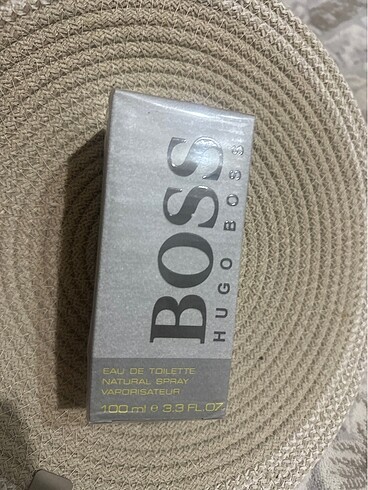 BOSS
HUGO BOSS
EAU DE TOILETTE
NATURAL SPRAY
VAPORISATEUR
100 ml e 3.3 FL.OZ.